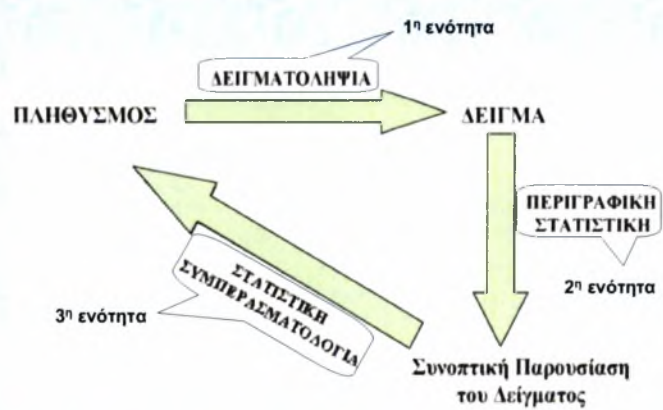 1η ενότητα
ΔΕΙΓΜΑΤΟΛΗΨΙΑ
ΠΛΗΘΥΣΜΟΣ
ΔΕΙΓΜΑ
ΠΕΡΙΓΡΑΦΙΚΗ
ΣΤΑΤΙΣΤΙΚΗ
2η ενότητα
ΣΤΑΤΙΣΤΙΚΗ
ΣΥΜΠΕΡΑΣΜΑΤΟΛΟΓΙΑ
3η ενότητα
Συνοπτική Παρουσίαση
του Δείγματος